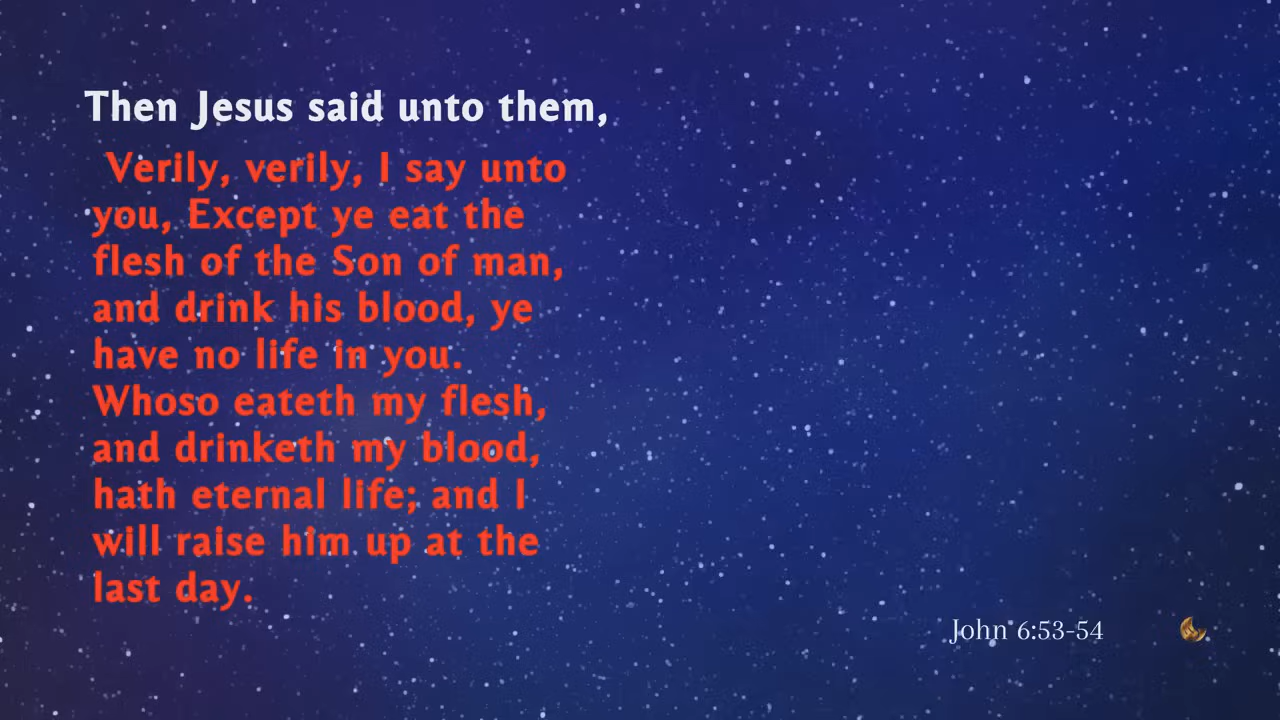 Then Jesus said unto them,
Verily, verily, I say unto
you, Except ye eat the
flesh of the Son of man,
and drink his blood, ye
have no life in you.
Whoso eateth my flesh,
and drinketh my blood,
hath eternal life; and I
will raise him up at the
last day.
John 6:53-54